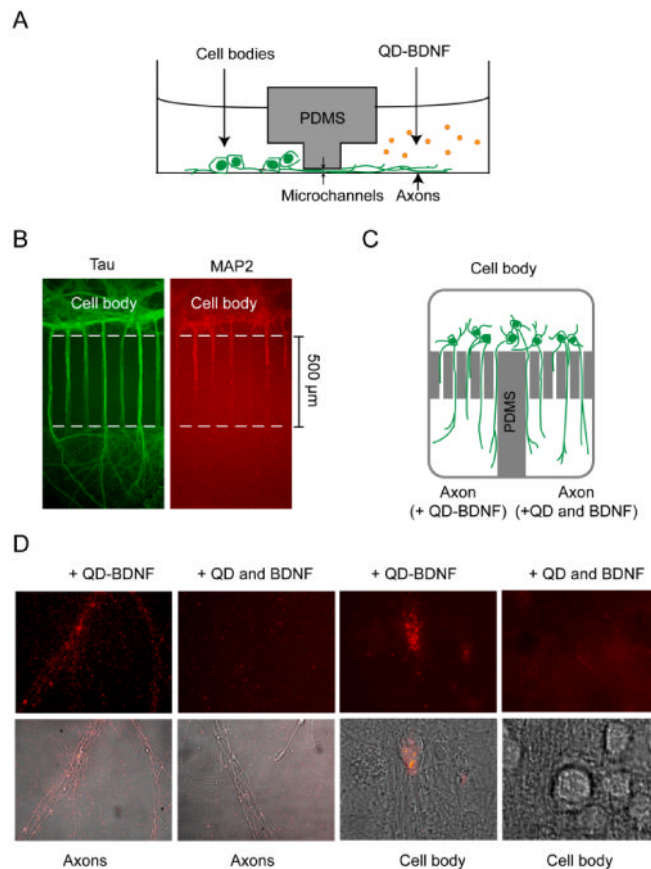 A
Cell bodies
QD-BDNF
PDMS
Microchannels
Axons
B
Tau
MAP2
Cell body
Cell body
500 µm
C
Cell body
PDMS
Axon
(+ QD-BDNF)
Axon
(+QD and BDNF)
D
+ QD-BDNF
+ QD and BDNF
+ QD-BDNF
+ QD and BDNF
Axons
Axons
Cell body
Cell body